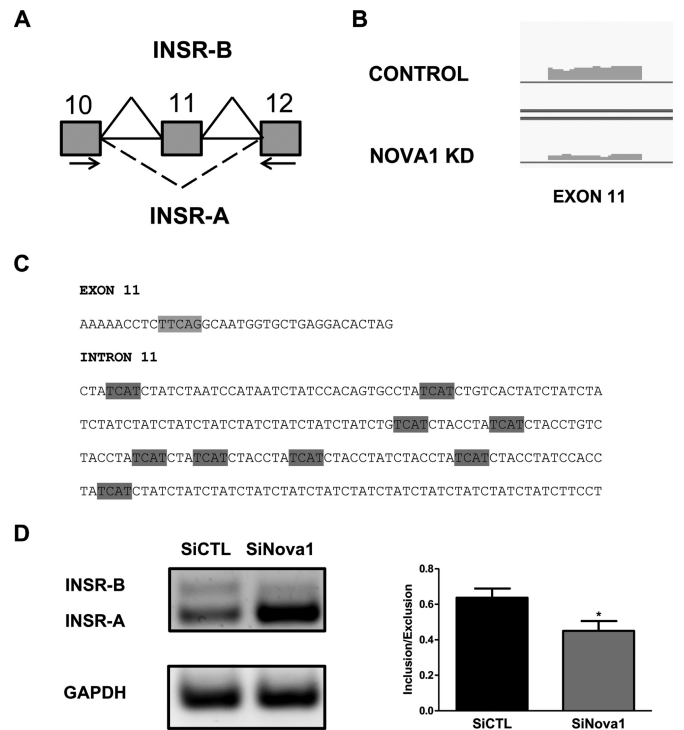 A
B
INSR-B
10 11 12
INSR-A
CONTROL
NOVA1 KD
EXON 11
C
EXON 11
AAAAACCTCTTCAGGCAATGGTGCTGAGGACACTAG
INTRON 11
CTATCATCTATCTAATCCATAATCTATCCACAGTGCCTATCATCTGTCACTATCTATCTA
TCTATCTATCTATCTATCTATCTATCTATCTATCTGTCATCTACCTATCATCTACCTGTC
TACCTATCATCTATCATCTACCTATCATCTACCTATCTACCTATCATCTACCTATCCACC
TATCATCTATCTATCTATCTATCTATCTATCTATCTATCTATCTATCTATCTATCTTCCT
D
SiCTL SiNova1
INSR-B
INSR-A
GAPDH
Inclusion/Exclusion
0.8
0.6
0.4
0.2
0.0
*
SiCTL SiNova1